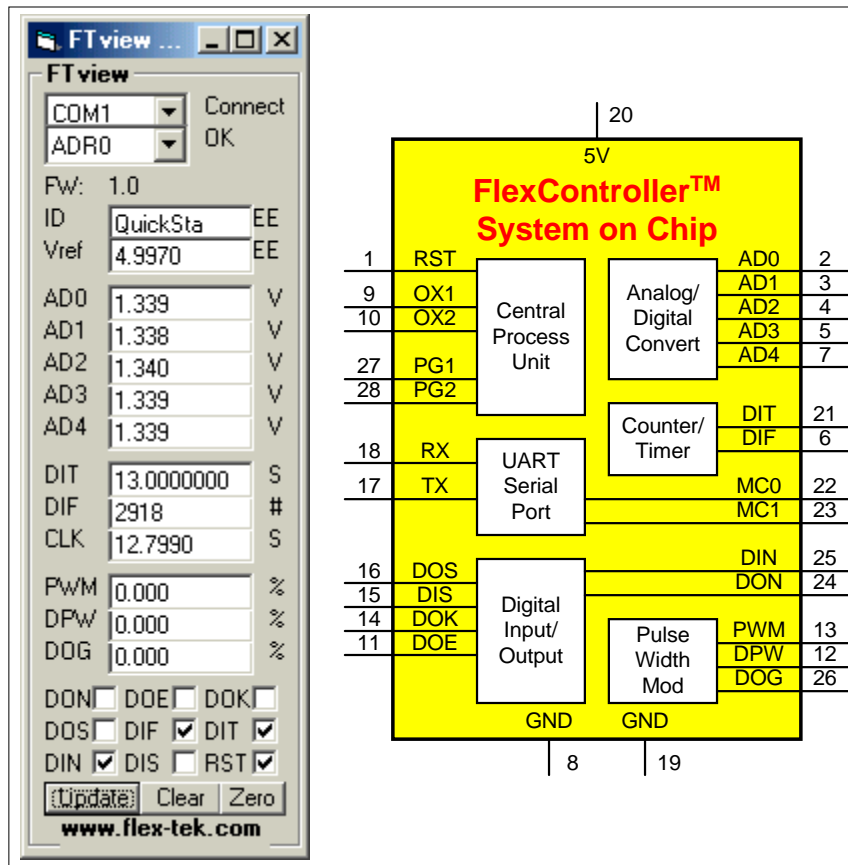 FTview ...
FTview
COM1 Connect
ADR0 OK
FW: 1.0
ID QuickSta EE
Vref 4.9970 EE
AD0 1.339 V
AD1 1.338 V
AD2 1.340 V
AD3 1.339 V
AD4 1.339 V
DIT 13.0000000 S
DIF 2918 #
CLK 12.7990 S
PWM 0.000 %
DPW 0.000 %
DOG 0.000 %
DON DOE DOK
DOS DIF DIT
DIN DIS RST
Update Clear Zero
www.flex-tek.com
20
5V
FlexController™
System on Chip
1 RST
9 OX1
10 OX2
27 PG1
28 PG2
Central
Process
Unit
Analog/
Digital
Convert
AD0 2
AD1 3
AD2 4
AD3 5
AD4 7
Counter/
Timer
DIT 21
DIF 6
18 RX
17 TX
UART
Serial
Port
MC0 22
MC1 23
16 DOS
15 DIS
14 DOK
11 DOE
Digital
Input/
Output
DIN 25
DON 24
Pulse
Width
Mod
PWM 13
DPW 12
DOG 26
GND GND
8 19